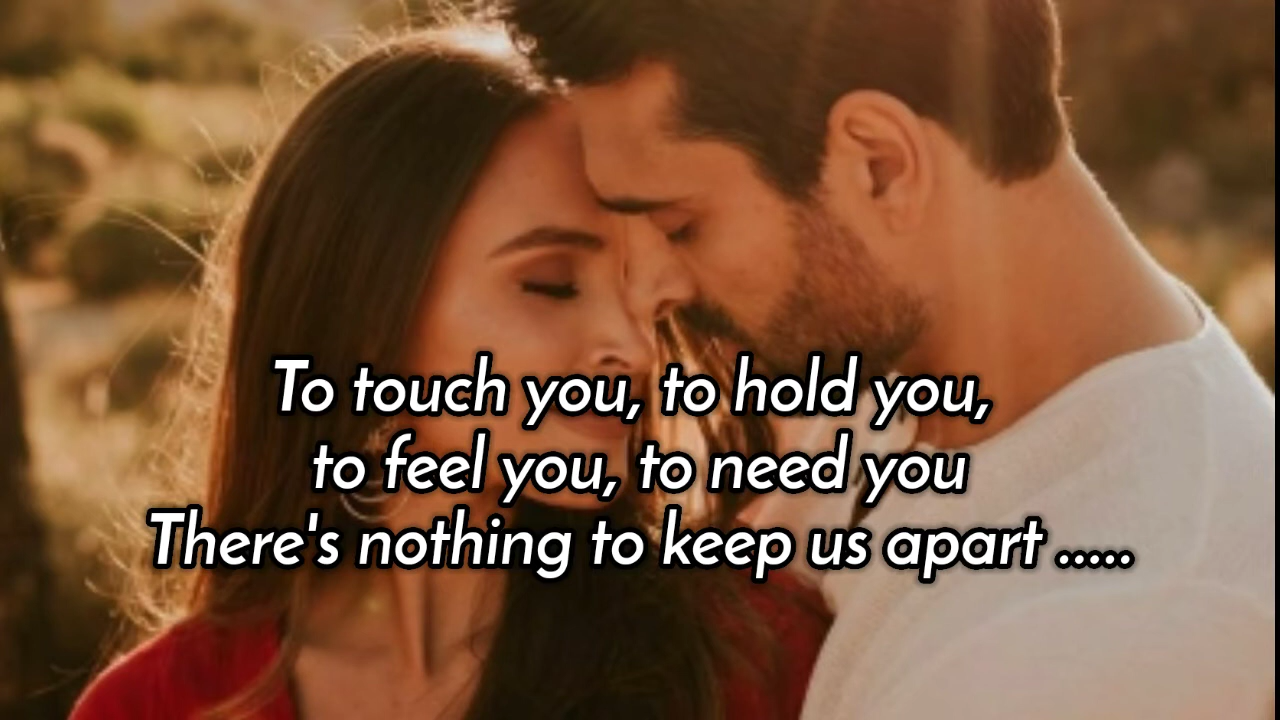 To touch you, to hold you,
to feel you, to need you
There's nothing to keep us apart .....